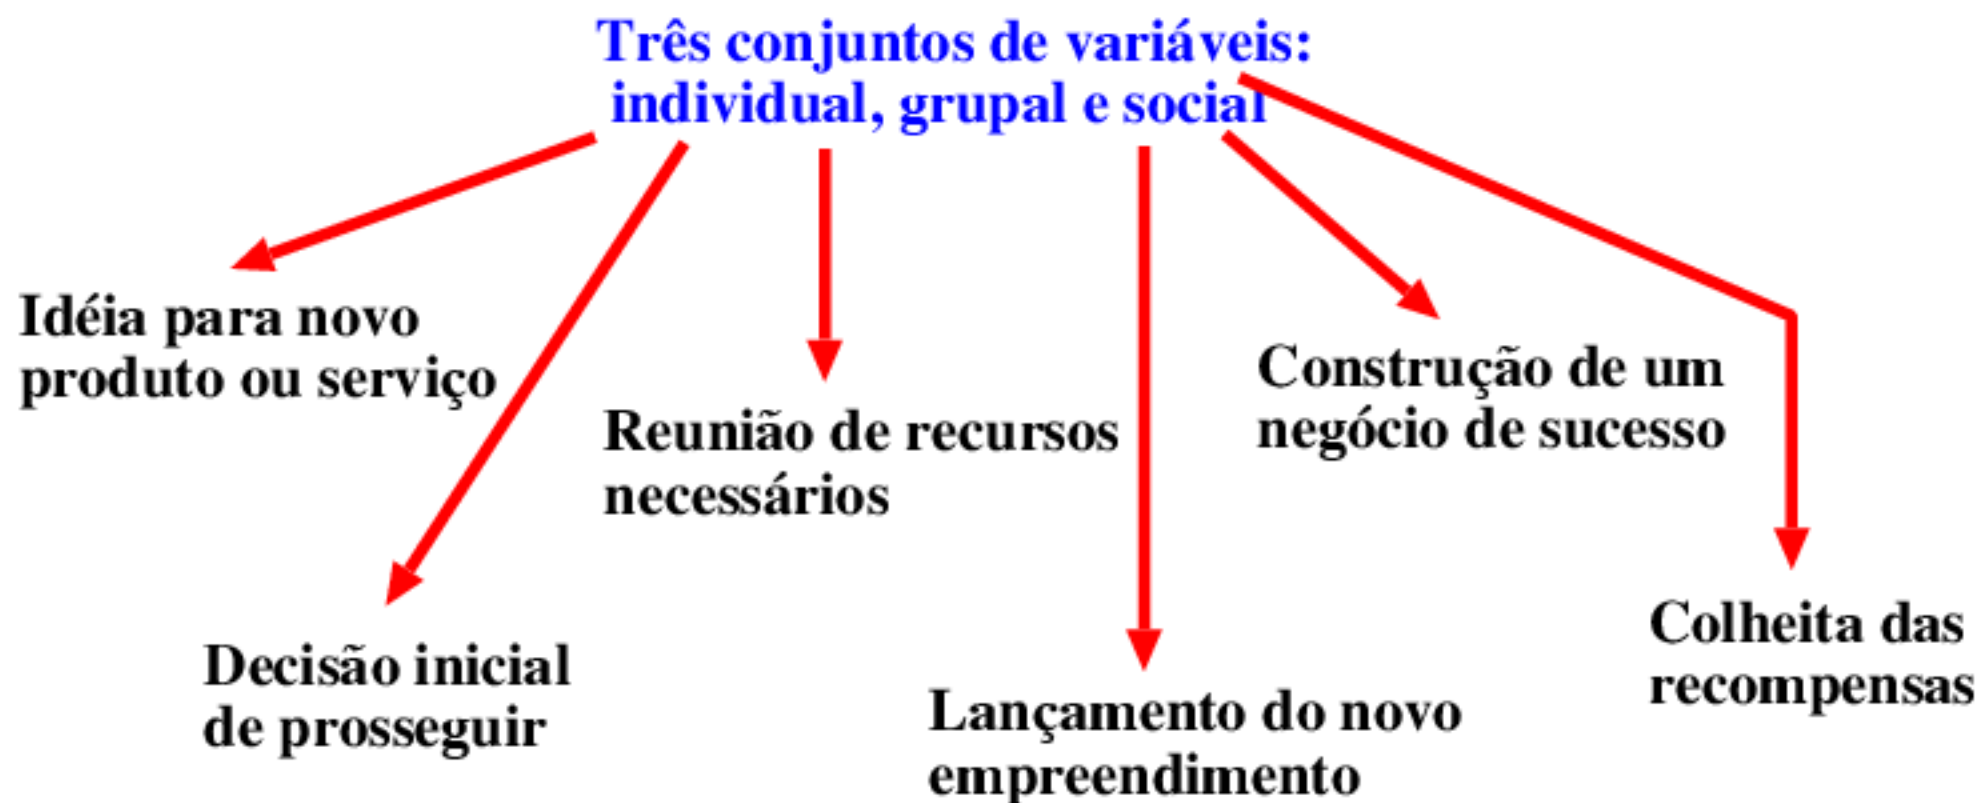 Três conjuntos de variáveis:
individual, grupal e social
Idéia para novo
produto ou serviço
Decisão inicial
de prosseguir
Reunião de recursos
necessários
Lançamento do novo
empreendimento
Construção de um
negócio de sucesso
Colheita das
recompensas